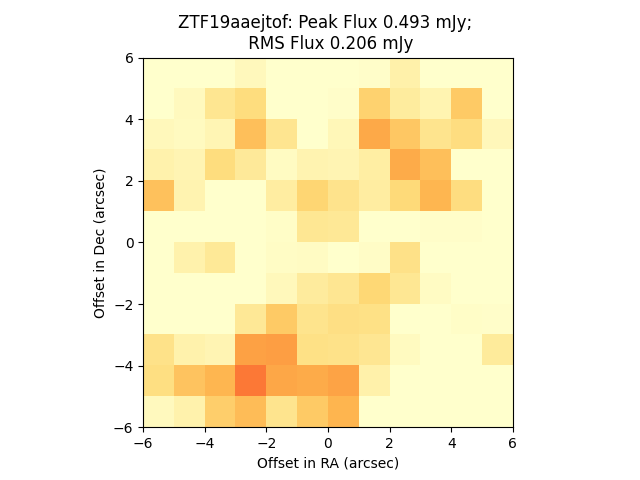 ZTF19aaejtof: Peak Flux 0.493 mJy;
RMS Flux 0.206 mJy
6
4
2
0
−2
−4
−6
Offset in Dec (arcsec)
−6 −4 −2 0 2 4 6
Offset in RA (arcsec)